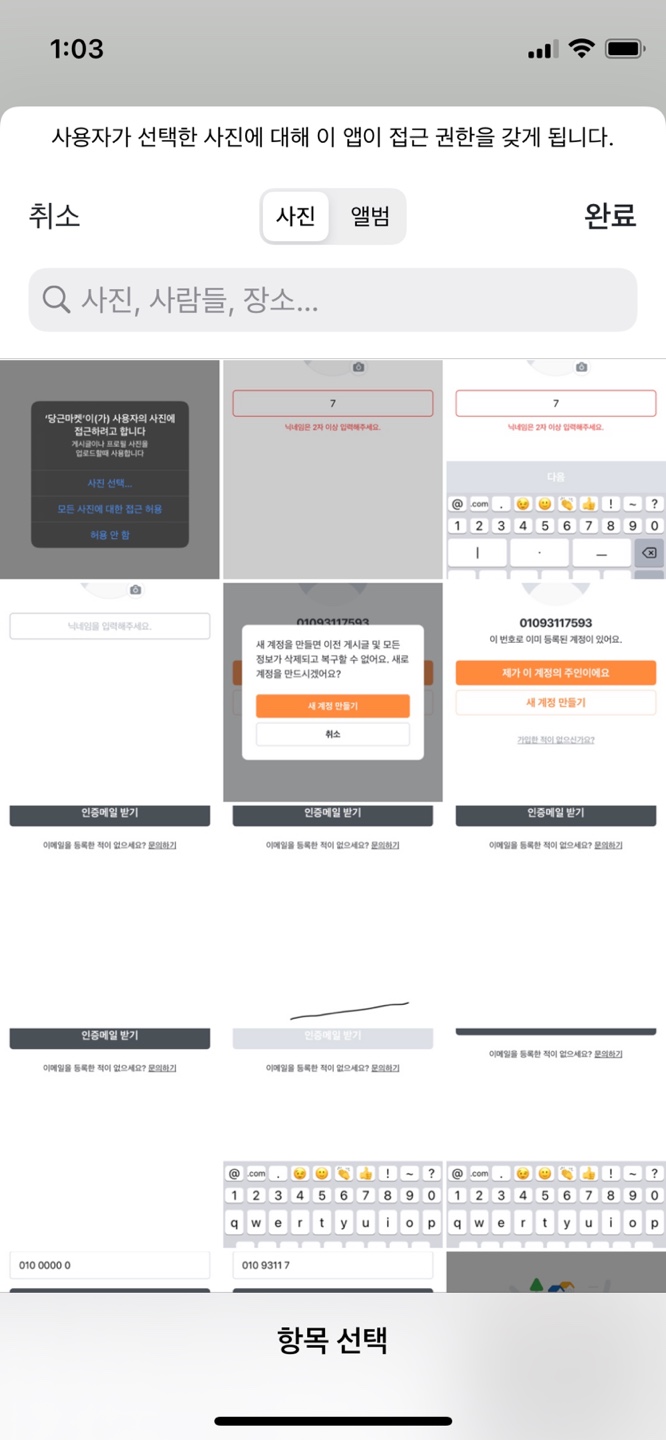 1:03
사용자가 선택한 사진에 대해 이 앱이 접근 권한을 갖게 됩니다.
취소
사진
앨범
완료
사진, 사람들, 장소...
'당근마켓'이(가) 사용자의 사진에
접근하려고 합니다
게시글이나 프로필 사진을
업로드할때 사용합니다
사진 선택...
모든 사진에 대한 접근 허용
허용 안 함
7
닉네임은 2자 이상 입력해주세요.
7
닉네임은 2자 이상 입력해주세요.
다음
@ .com . ! ~ ?
1 2 3 4 5 6 7 8 9 0
ㅣ · ㅡ
닉네임을 입력해주세요.
01093117593
새 계정을 만들면 이전 게시글 및 모든
정보가 삭제되고 복구할 수 없어요. 새로
계정을 만드시겠어요?
새 계정 만들기
취소
01093117593
이 번호로 이미 등록된 계정이 있어요.
제가 이 계정의 주인이에요
새 계정 만들기
가입한 적이 없으신가요?
인증메일 받기
이메일을 등록한 적이 없으세요? 문의하기
인증메일 받기
이메일을 등록한 적이 없으세요? 문의하기
인증메일 받기
이메일을 등록한 적이 없으세요? 문의하기
인증메일 받기
이메일을 등록한 적이 없으세요? 문의하기
인증메일 받기
이메일을 등록한 적이 없으세요? 문의하기
@ .com . ! ~ ?
1 2 3 4 5 6 7 8 9 0
q w e r t y u i o p
이메일을 등록한 적이 없으세요? 문의하기
@ .com . ! ~ ?
1 2 3 4 5 6 7 8 9 0
q w e r t y u i o p
010 0000 0
010 9311 7
항목 선택